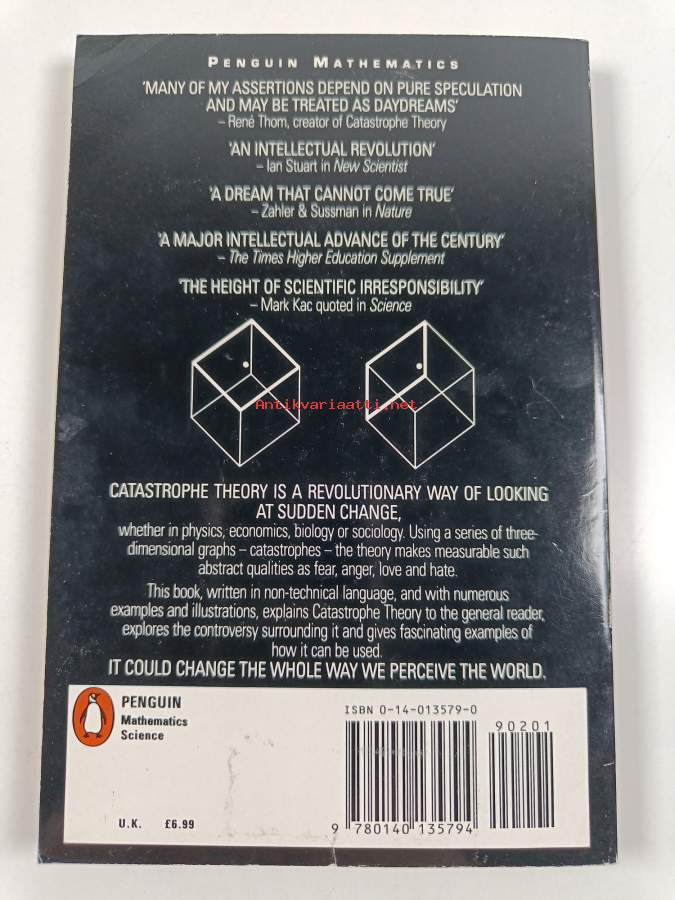 PENGUIN MATHEMATICS
'MANY OF MY ASSERTIONS DEPEND ON PURE SPECULATION
AND MAY BE TREATED AS DAYDREAMS'
– René Thom, creator of Catastrophe Theory
'AN INTELLECTUAL REVOLUTION'
– Ian Stuart in New Scientist
'A DREAM THAT CANNOT COME TRUE'
– Zahler & Sussman in Nature
'A MAJOR INTELLECTUAL ADVANCE OF THE CENTURY'
– The Times Higher Education Supplement
'THE HEIGHT OF SCIENTIFIC IRRESPONSIBILITY'
– Mark Kac quoted in Science
Antikvariaatti.net
CATASTROPHE THEORY IS A REVOLUTIONARY WAY OF LOOKING
AT SUDDEN CHANGE,
whether in physics, economics, biology or sociology. Using a series of three-
dimensional graphs – catastrophes – the theory makes measurable such
abstract qualities as fear, anger, love and hate.
This book, written in non-technical language, and with numerous
examples and illustrations, explains Catastrophe Theory to the general reader,
explores the controversy surrounding it and gives fascinating examples of
how it can be used.
IT COULD CHANGE THE WHOLE WAY WE PERCEIVE THE WORLD.
PENGUIN
Mathematics
Science
U.K. £6.99
ISBN 0-14-013579-0
90201
9 780140 135794